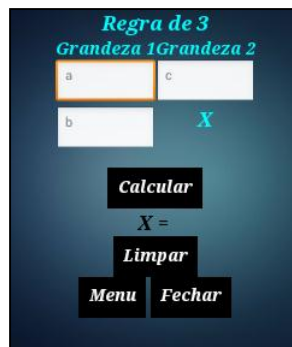 Regra de 3
Grandeza 1Grandeza 2
a c
b X
Calcular
X =
Limpar
Menu Fechar